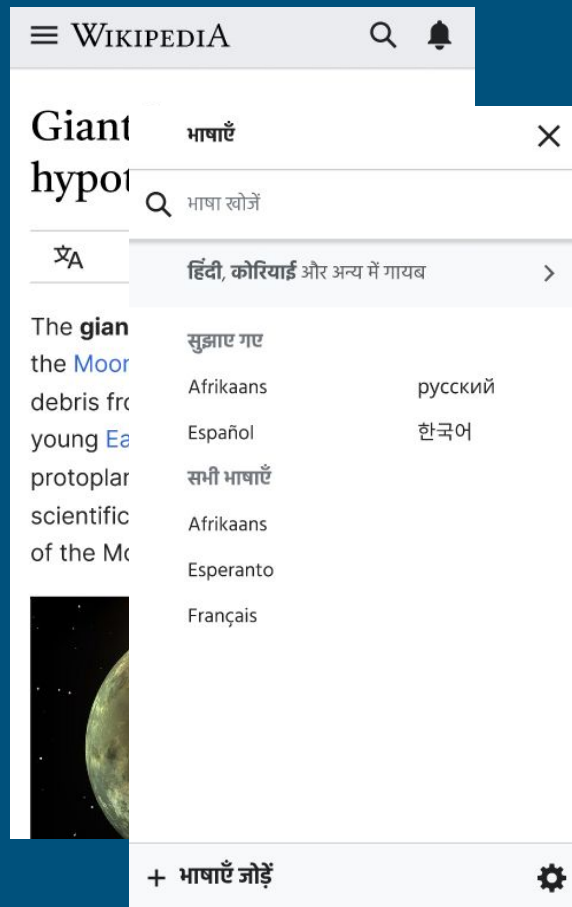 WIKIPEDIA
Giant
hypot
भाषाएँ
भाषा खोजें
हिंदी, कोरियाई और अन्य में गायब
The gian
the Moor
debris fro
young Ea
protoplar
scientific
of the Mo
सुझाए गए
Afrikaans русский
Español 한국어
सभी भाषाएँ
Afrikaans
Esperanto
Français
+ भाषाएँ जोड़ें